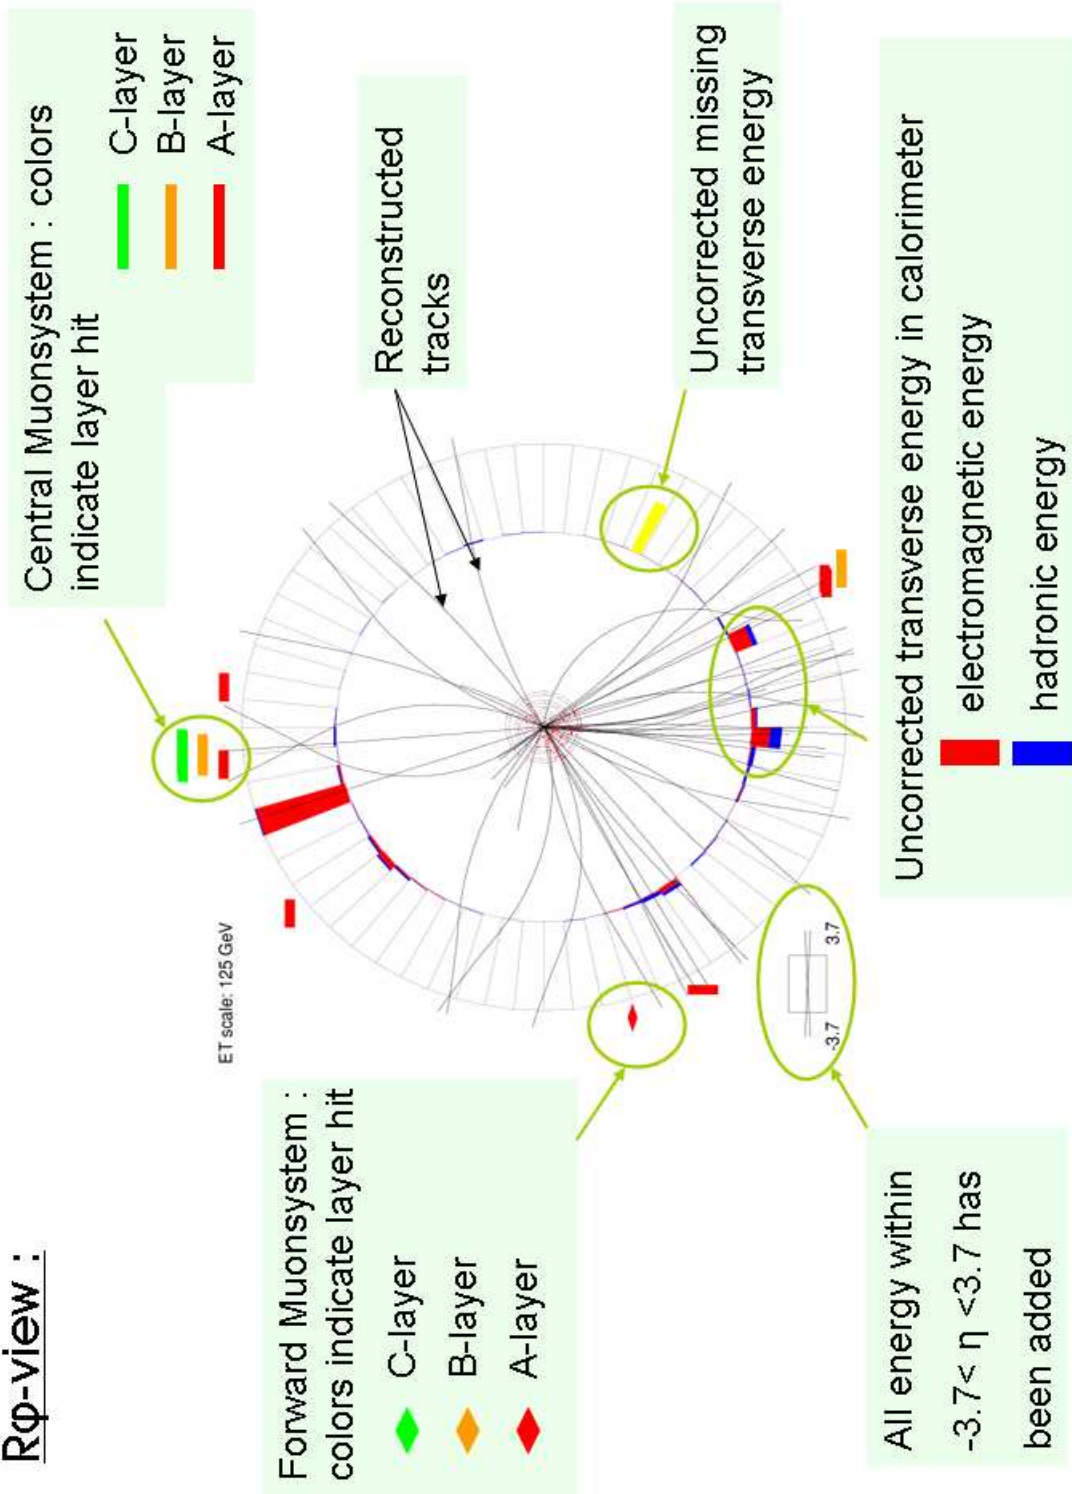 Rφ-view :
Central Muonsystem : colors
indicate layer hit
C-layer
B-layer
A-layer
Reconstructed
tracks
Uncorrected missing
transverse energy
Uncorrected transverse energy in calorimeter
electromagnetic energy
hadronic energy
ET scale: 125 GeV
Forward Muonsystem :
colors indicate layer hit
C-layer
B-layer
A-layer
-3.7
3.7
All energy within
-3.7< η <3.7 has
been added